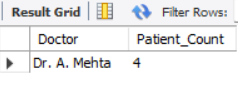 Result Grid Filter Rows:
Doctor Patient_Count
Dr. A. Mehta 4